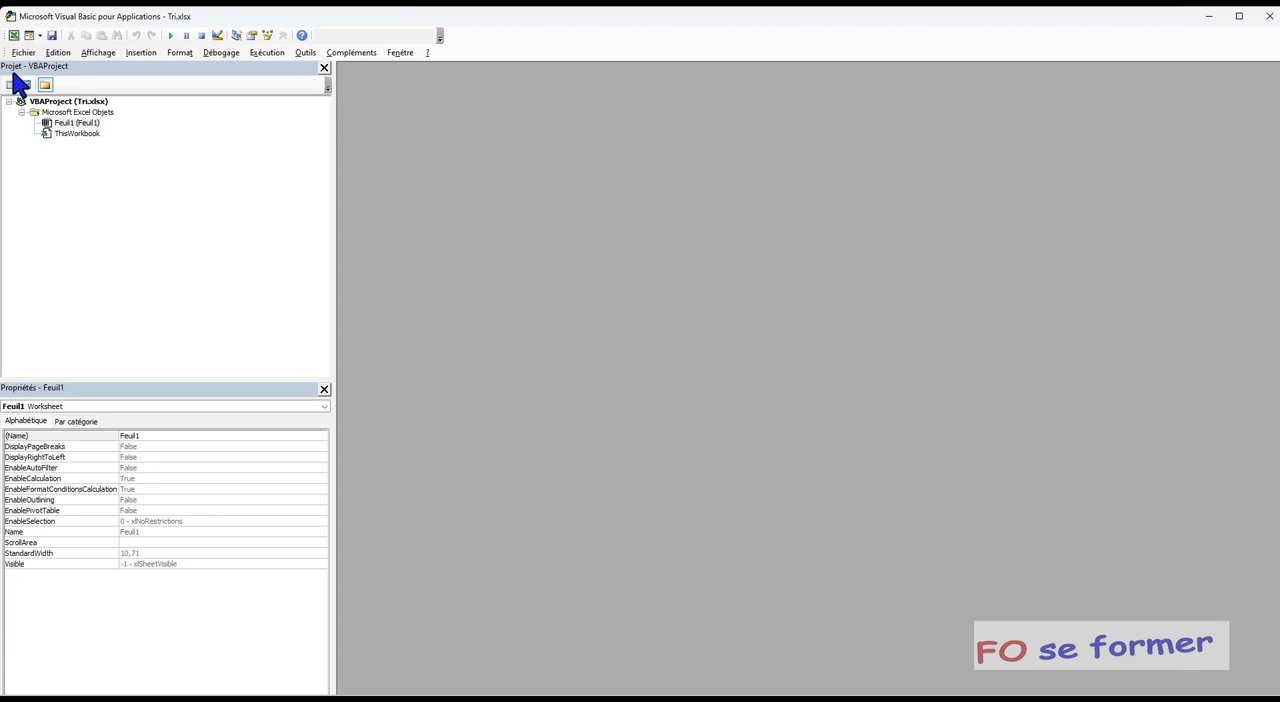 Microsoft Visual Basic pour Applications - Tri.xlsx
Fichier Edition Affichage Insertion Format Débogage Exécution Outils Compléments Fenêtre ?
Projet - VBAProject
VBAProject (Tri.xlsx)
Microsoft Excel Objets
Feuil1 (Feuil1)
ThisWorkbook
Propriétés - Feuil1
Feuil1 Worksheet
Alphabétique Par catégorie
(Name) Feuil1
DisplayPageBreaks False
DisplayRightToLeft False
EnableAutoFilter False
EnableCalculation True
EnableFormatConditionsCalculation True
EnableOutlining False
EnablePivotTable False
EnableSelection 0 - xlNoRestrictions
Name Feuil1
ScrollArea
StandardWidth 10,71
Visible -1 - xlSheetVisible
FO se former